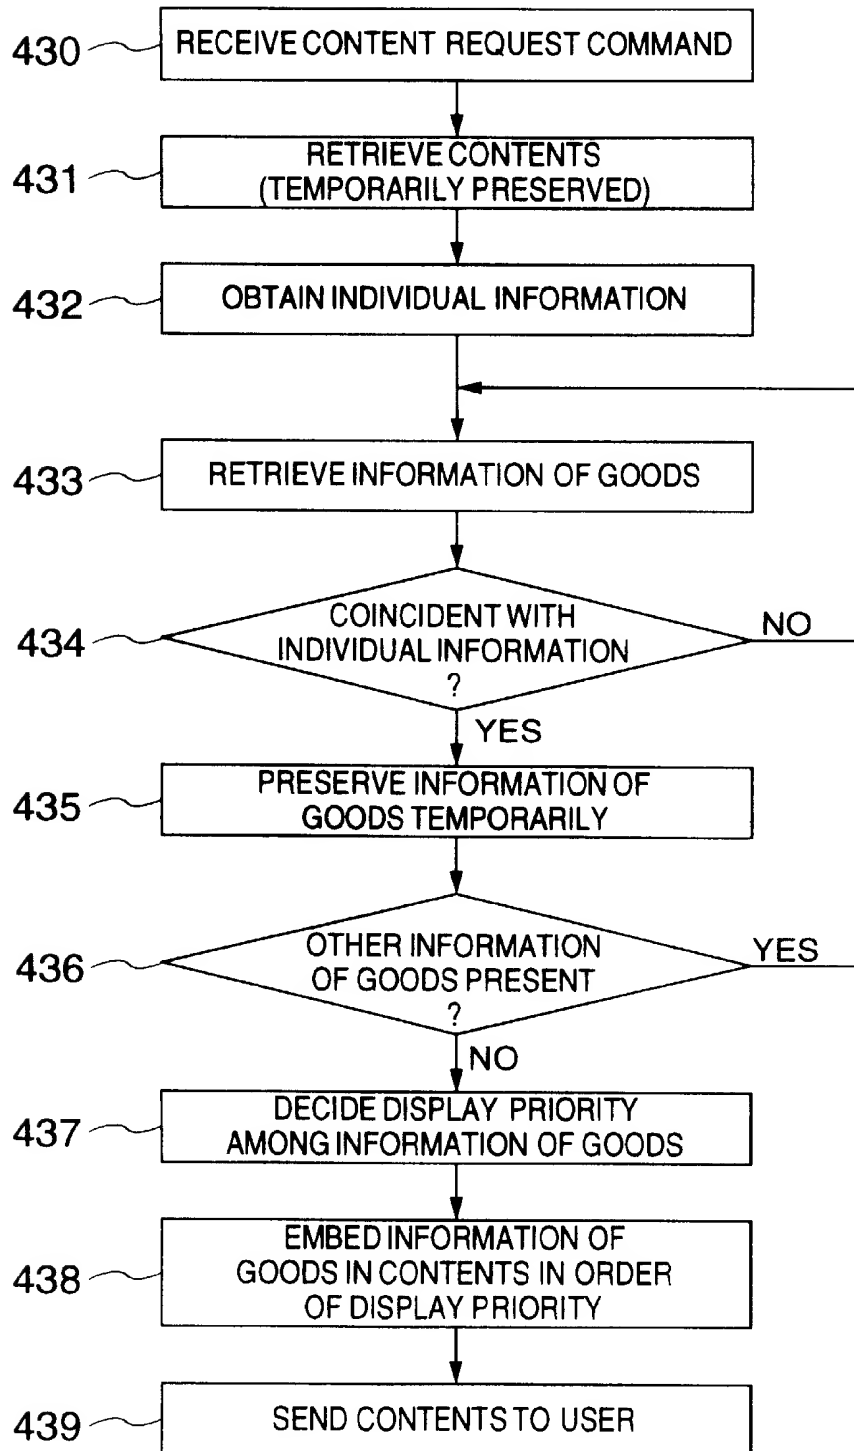 430 RECEIVE CONTENT REQUEST COMMAND
431 RETRIEVE CONTENTS
(TEMPORARILY PRESERVED)
432 OBTAIN INDIVIDUAL INFORMATION
433 RETRIEVE INFORMATION OF GOODS
434 COINCIDENT WITH
INDIVIDUAL INFORMATION
?
NO
YES
435 PRESERVE INFORMATION OF
GOODS TEMPORARILY
436 OTHER INFORMATION
OF GOODS PRESENT
?
YES
NO
437 DECIDE DISPLAY PRIORITY
AMONG INFORMATION OF GOODS
438 EMBED INFORMATION OF
GOODS IN CONTENTS IN ORDER
OF DISPLAY PRIORITY
439 SEND CONTENTS TO USER